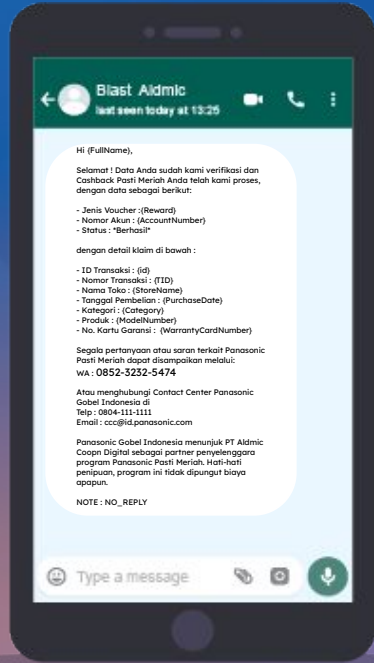 Blast Aldmic
last seen today at 13:25
Hi {FullName},
Selamat ! Data Anda sudah kami verifikasi dan
Cashback Pasti Meriah Anda telah kami proses,
dengan data sebagai berikut:
- Jenis Voucher :{Reward}
- Nomor Akun : {AccountNumber}
- Status : *Berhasil*
dengan detail klaim di bawah :
- ID Transaksi : {id}
- Nomor Transaksi : {TID}
- Nama Toko : {StoreName}
- Tanggal Pembelian : {PurchaseDate}
- Kategori : {Category}
- Produk : {ModelNumber}
- No. Kartu Garansi :  {WarrantyCardNumber}
Segala pertanyaan atau saran terkait Panasonic
Pasti Meriah dapat disampaikan melalui:
WA : 0852-3232-5474
Atau menghubungi Contact Center Panasonic
Gobel Indonesia di
Telp : 0804-111-1111
Email : ccc@id.panasonic.com
Panasonic Gobel Indonesia menunjuk PT Aldmic
Coopn Digital sebagai partner penyelenggara
program Panasonic Pasti Meriah. Hati-hati
penipuan, program ini tidak dipungut biaya
apapun.
NOTE : NO_REPLY
Type a message